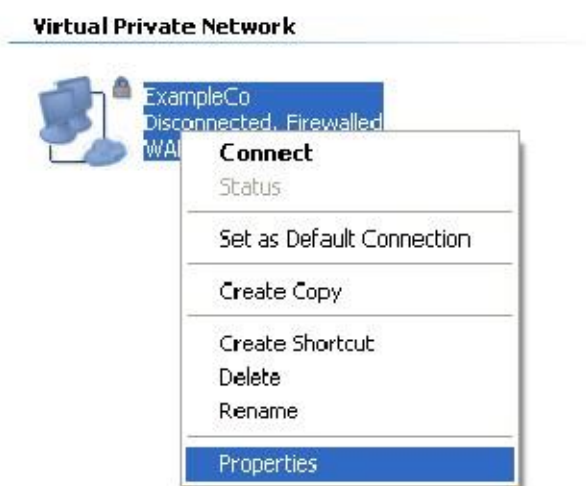 Virtual Private Network
ExampleCo
Disconnected, Firewalled
Connect
Status
Set as Default Connection
Create Copy
Create Shortcut
Delete
Rename
Properties